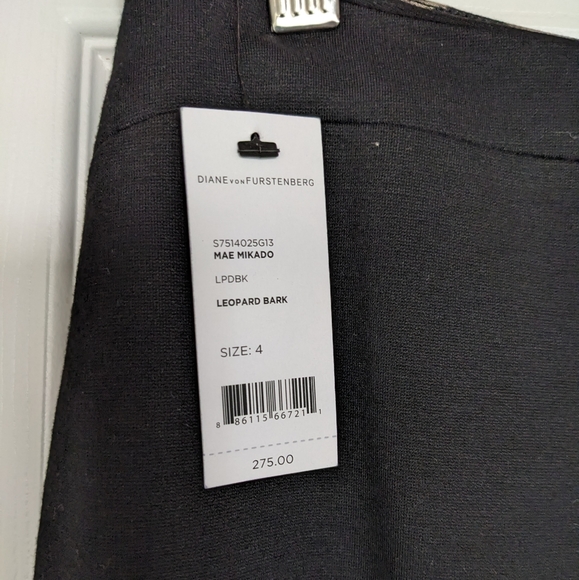 DIANE VON FURSTENBERG
S7514025G13
MAE MIKADO
LPDBK
LEOPARD BARK
SIZE: 4
8 86115 66721 1
275.00